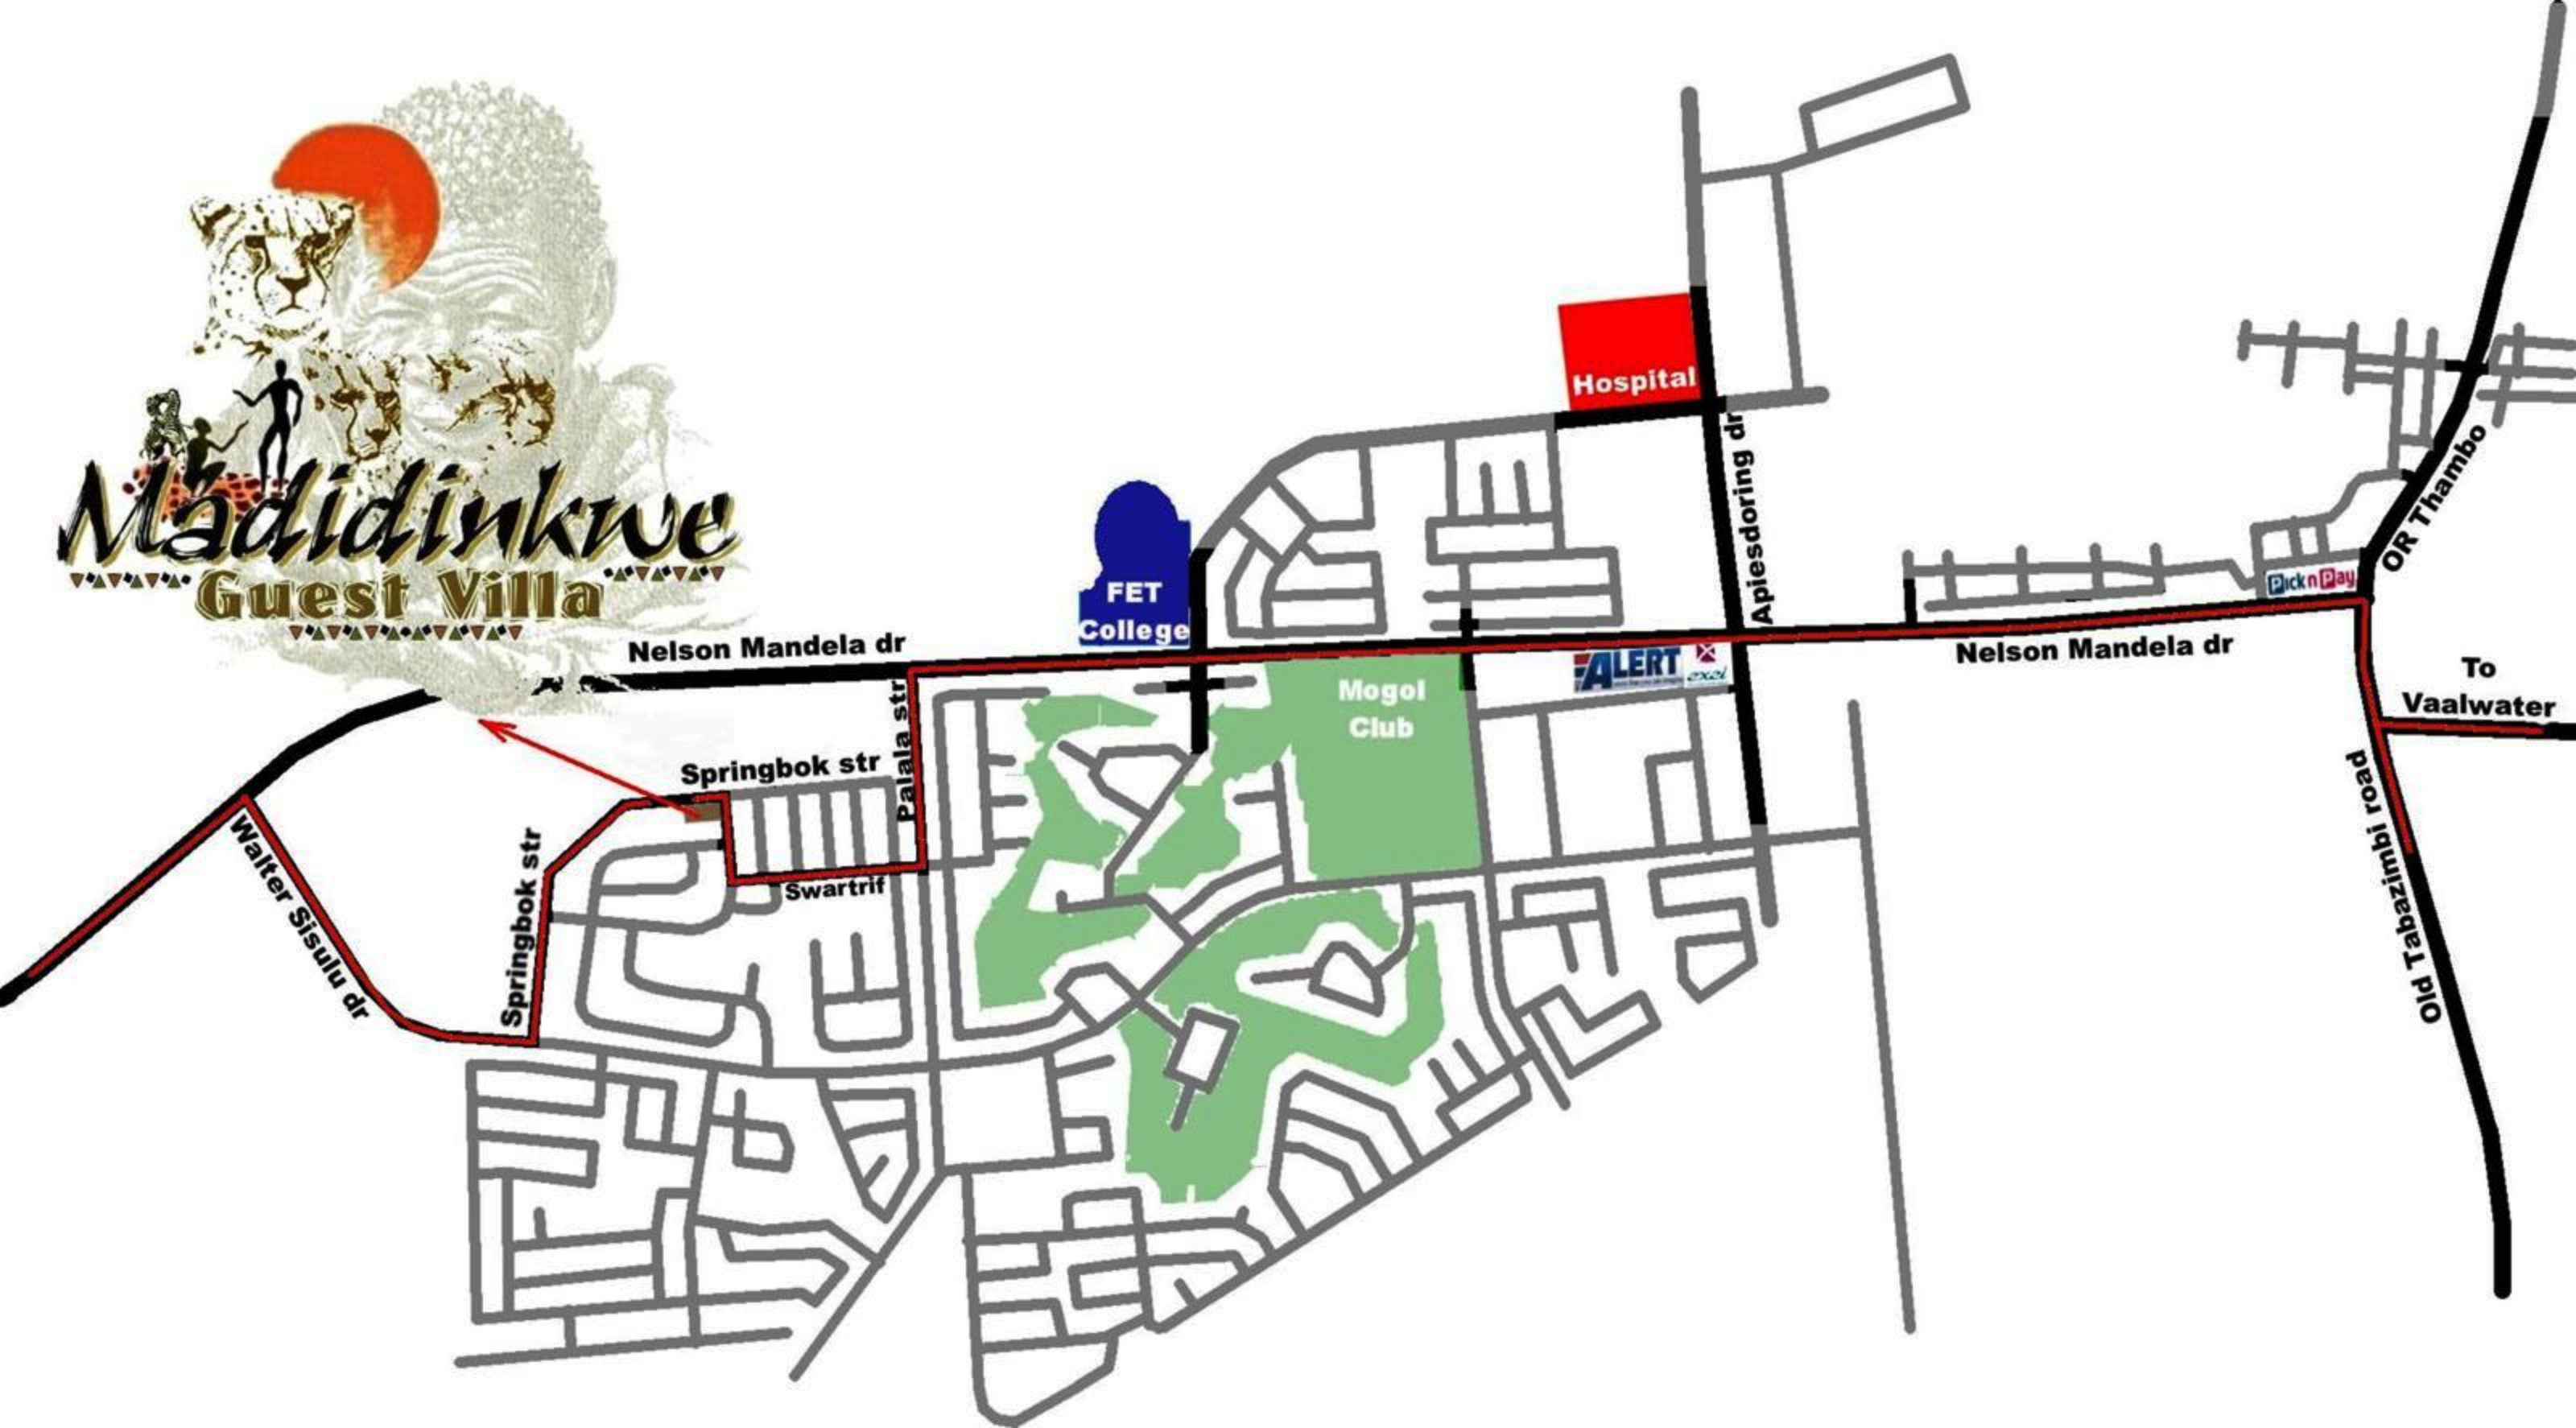 Madidinkwe
Guest Villa
Hospital
FET
College
Nelson Mandela dr
Apiesdoring dr
OR Thambo
Pick n Pay
ALERT
exel
Nelson Mandela dr
Mogol
Club
To
Vaalwater
Palala str
Springbok str
Swartrif
Springbok str
Walter Sisulu dr
Old Tabazimbi road